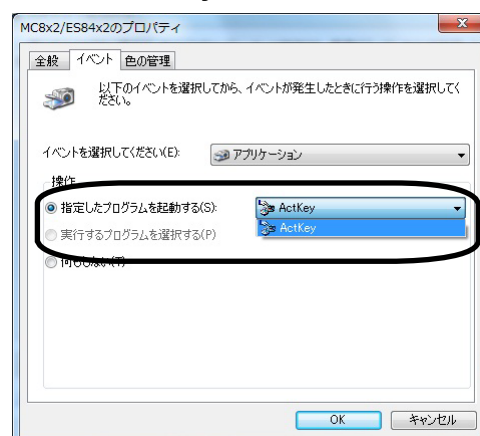 MC8x2/ES84x2のプロパティ
全般 イベント 色の管理
以下のイベントを選択してから、イベントが発生したときに行う操作を選択してく
ださい。
イベントを選択してください(E): アプリケーション
操作
指定したプログラムを起動する(S): ActKey
ActKey
実行するプログラムを選択する(P)
何もしない(T)
OK キャンセル